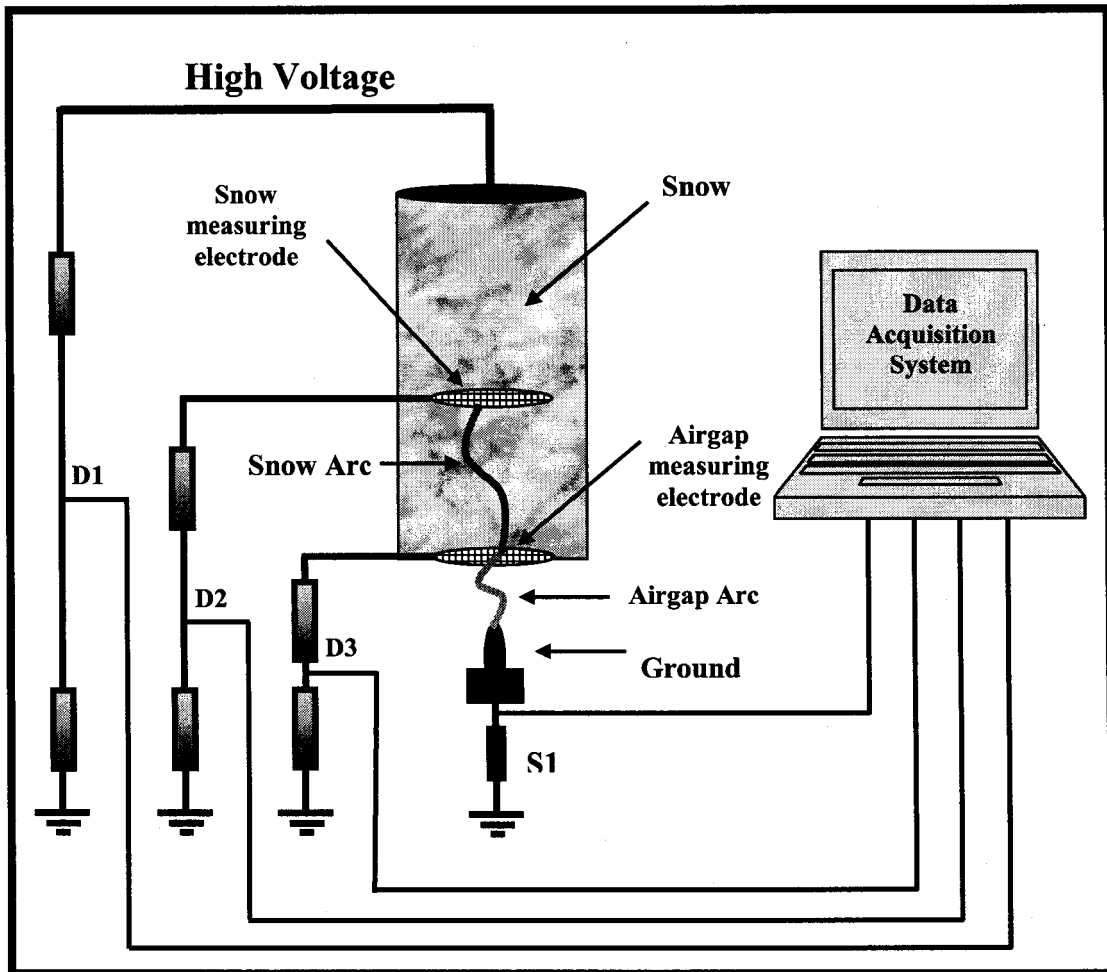 High Voltage
Snow
measuring
electrode
Snow
Data
Acquisition
System
Airgap
measuring
electrode
Snow Arc
D1
Airgap Arc
D2
D3
Ground
S1